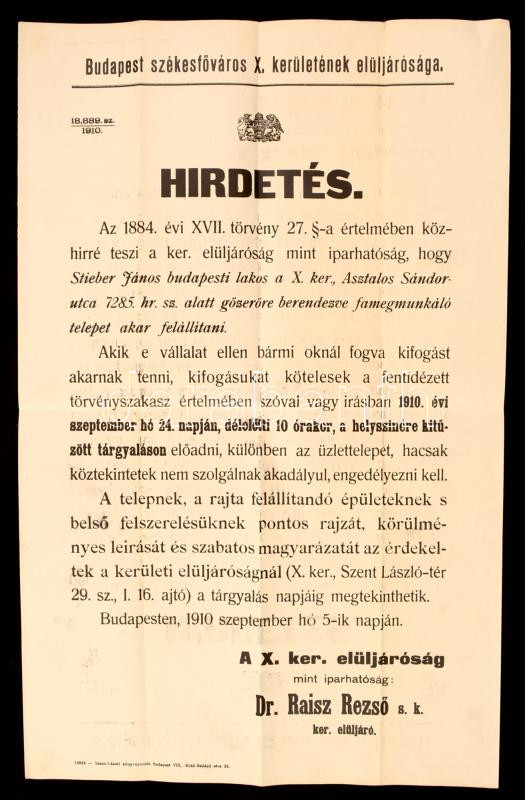 Budapest székesfőváros X. kerületének elüljárósága.
18,889. sz.
1910.
HIRDETÉS.
Az 1884. évi XVII. törvény 27. §-a értelmében köz-
hirré teszi a ker. elüljáróság mint iparhatóság, hogy
Stieber János budapesti lakos a X. ker., Asztalos Sándor-
utca 7285. hr. sz. alatt gőzerőre berendezve famegmunkáló
telepet akar felállítani.
Akik e vállalat ellen bármi oknál fogva kifogást
akarnak tenni, kifogásukat kötelesek a fentidézett
törvényszakasz értelmében szóval vagy irásban 1910. évi
szeptember hó 24. napján, délelőtti 10 órakor, a helyszinére kitü-
zött tárgyaláson előadni, különben az üzlettelepet, hacsak
köztekintetek nem szolgálnak akadályul, engedélyezni kell.
A telepnek, a rajta felállítandó épületeknek s
belső felszerelésüknek pontos rajzát, körülmé-
nyes leirását és szabatos magyarázatát az érdekel-
tek a kerületi elüljáróságnál (X. ker., Szent László-tér
29. sz., I. 16. ajtó) a tárgyalás napjáig megtekinthetik.
Budapesten, 1910 szeptember hó 5-ik napján.
A X. ker. elüljáróság
mint iparhatóság:
Dr. Raisz Rezső s. k.
ker. elüljáró.